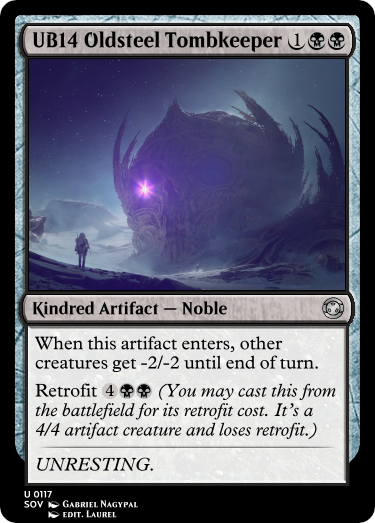 UB14 Oldsteel Tombkeeper 1
Kindred Artifact — Noble
When this artifact enters, other
creatures get -2/-2 until end of turn.
Retrofit 4 (You may cast this from
the battlefield for its retrofit cost. It's a
4/4 artifact creature and loses retrofit.)
UNRESTING.
U 0117
SOV Gabriel Nagypal
edit. Laurel